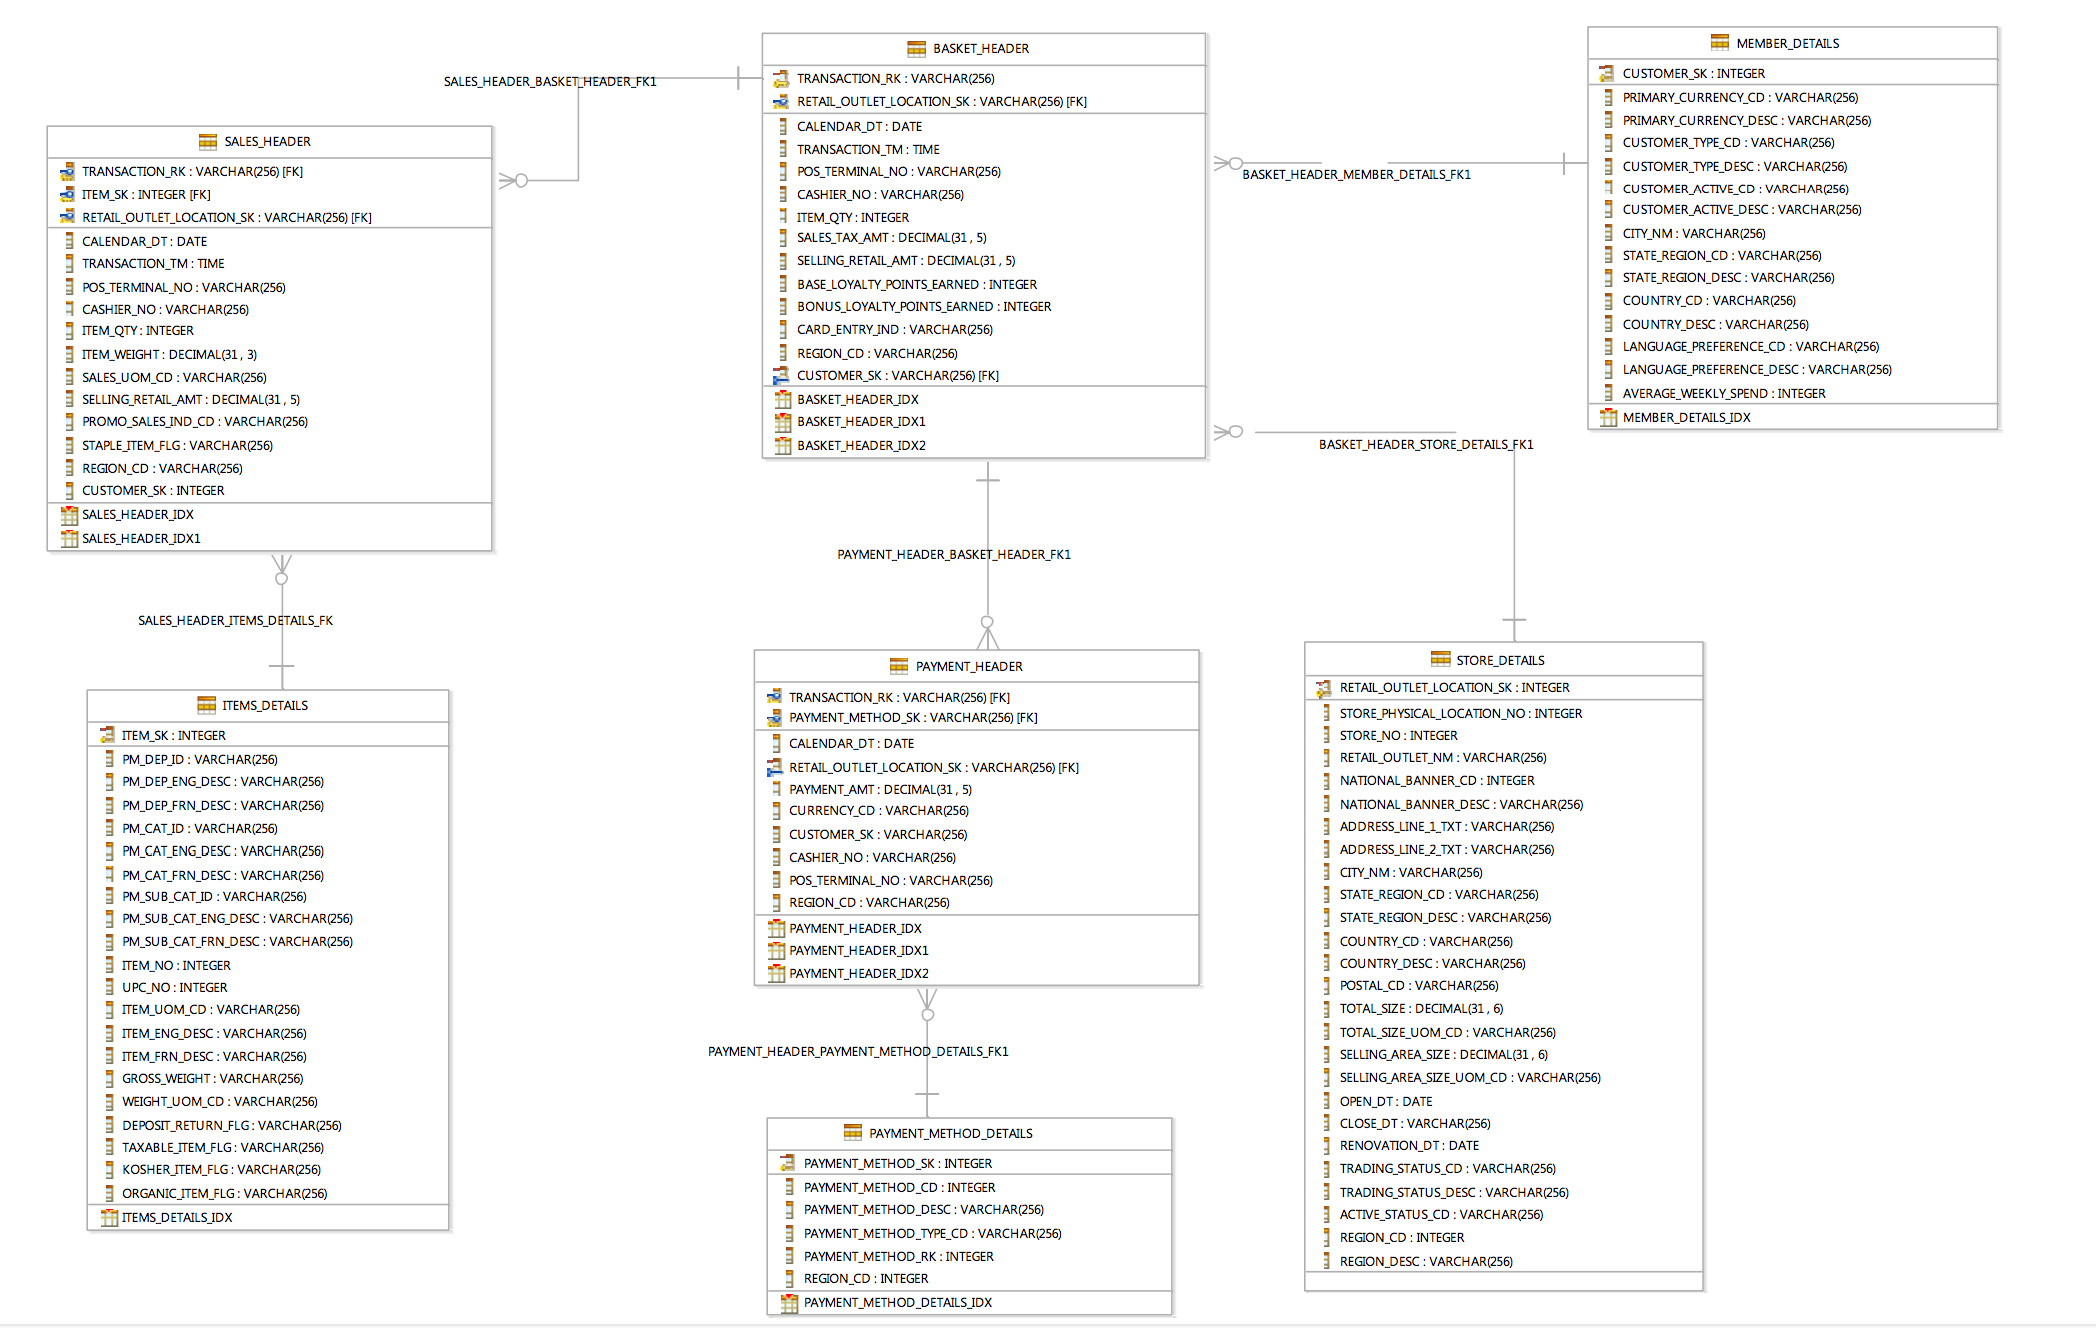 SALES_HEADER_BASKET_HEADER_FK1
SALES_HEADER
TRANSACTION_RK : VARCHAR(256) [FK]
ITEM_SK : INTEGER [FK]
RETAIL_OUTLET_LOCATION_SK : VARCHAR(256) [FK]
CALENDAR_DT : DATE
TRANSACTION_TM : TIME
POS_TERMINAL_NO : VARCHAR(256)
CASHIER_NO : VARCHAR(256)
ITEM_QTY : INTEGER
ITEM_WEIGHT : DECIMAL(31 , 3)
SALES_UOM_CD : VARCHAR(256)
SELLING_RETAIL_AMT : DECIMAL(31 , 5)
PROMO_SALES_IND_CD : VARCHAR(256)
STAPLE_ITEM_FLG : VARCHAR(256)
REGION_CD : VARCHAR(256)
CUSTOMER_SK : INTEGER
SALES_HEADER_IDX
SALES_HEADER_IDX1
SALES_HEADER_ITEMS_DETAILS_FK
ITEMS_DETAILS
ITEM_SK : INTEGER
PM_DEP_ID : VARCHAR(256)
PM_DEP_ENG_DESC : VARCHAR(256)
PM_DEP_FRN_DESC : VARCHAR(256)
PM_CAT_ID : VARCHAR(256)
PM_CAT_ENG_DESC : VARCHAR(256)
PM_CAT_FRN_DESC : VARCHAR(256)
PM_SUB_CAT_ID : VARCHAR(256)
PM_SUB_CAT_ENG_DESC : VARCHAR(256)
PM_SUB_CAT_FRN_DESC : VARCHAR(256)
ITEM_NO : INTEGER
UPC_NO : INTEGER
ITEM_UOM_CD : VARCHAR(256)
ITEM_ENG_DESC : VARCHAR(256)
ITEM_FRN_DESC : VARCHAR(256)
GROSS_WEIGHT : VARCHAR(256)
WEIGHT_UOM_CD : VARCHAR(256)
DEPOSIT_RETURN_FLG : VARCHAR(256)
TAXABLE_ITEM_FLG : VARCHAR(256)
KOSHER_ITEM_FLG : VARCHAR(256)
ORGANIC_ITEM_FLG : VARCHAR(256)
ITEMS_DETAILS_IDX
BASKET_HEADER
TRANSACTION_RK : VARCHAR(256)
RETAIL_OUTLET_LOCATION_SK : VARCHAR(256) [FK]
CALENDAR_DT : DATE
TRANSACTION_TM : TIME
POS_TERMINAL_NO : VARCHAR(256)
CASHIER_NO : VARCHAR(256)
ITEM_QTY : INTEGER
SALES_TAX_AMT : DECIMAL(31 , 5)
SELLING_RETAIL_AMT : DECIMAL(31 , 5)
BASE_LOYALTY_POINTS_EARNED : INTEGER
BONUS_LOYALTY_POINTS_EARNED : INTEGER
CARD_ENTRY_IND : VARCHAR(256)
REGION_CD : VARCHAR(256)
CUSTOMER_SK : VARCHAR(256) [FK]
BASKET_HEADER_IDX
BASKET_HEADER_IDX1
BASKET_HEADER_IDX2
PAYMENT_HEADER_BASKET_HEADER_FK1
PAYMENT_HEADER
TRANSACTION_RK : VARCHAR(256) [FK]
PAYMENT_METHOD_SK : VARCHAR(256) [FK]
CALENDAR_DT : DATE
RETAIL_OUTLET_LOCATION_SK : VARCHAR(256) [FK]
PAYMENT_AMT : DECIMAL(31 , 5)
CURRENCY_CD : VARCHAR(256)
CUSTOMER_SK : VARCHAR(256)
CASHIER_NO : VARCHAR(256)
POS_TERMINAL_NO : VARCHAR(256)
REGION_CD : VARCHAR(256)
PAYMENT_HEADER_IDX
PAYMENT_HEADER_IDX1
PAYMENT_HEADER_IDX2
PAYMENT_HEADER_PAYMENT_METHOD_DETAILS_FK1
PAYMENT_METHOD_DETAILS
PAYMENT_METHOD_SK : INTEGER
PAYMENT_METHOD_CD : INTEGER
PAYMENT_METHOD_DESC : VARCHAR(256)
PAYMENT_METHOD_TYPE_CD : VARCHAR(256)
PAYMENT_METHOD_RK : INTEGER
REGION_CD : INTEGER
PAYMENT_METHOD_DETAILS_IDX
BASKET_HEADER_MEMBER_DETAILS_FK1
MEMBER_DETAILS
CUSTOMER_SK : INTEGER
PRIMARY_CURRENCY_CD : VARCHAR(256)
PRIMARY_CURRENCY_DESC : VARCHAR(256)
CUSTOMER_TYPE_CD : VARCHAR(256)
CUSTOMER_TYPE_DESC : VARCHAR(256)
CUSTOMER_ACTIVE_CD : VARCHAR(256)
CUSTOMER_ACTIVE_DESC : VARCHAR(256)
CITY_NM : VARCHAR(256)
STATE_REGION_CD : VARCHAR(256)
STATE_REGION_DESC : VARCHAR(256)
COUNTRY_CD : VARCHAR(256)
COUNTRY_DESC : VARCHAR(256)
LANGUAGE_PREFERENCE_CD : VARCHAR(256)
LANGUAGE_PREFERENCE_DESC : VARCHAR(256)
AVERAGE_WEEKLY_SPEND : INTEGER
MEMBER_DETAILS_IDX
BASKET_HEADER_STORE_DETAILS_FK1
STORE_DETAILS
RETAIL_OUTLET_LOCATION_SK : INTEGER
STORE_PHYSICAL_LOCATION_NO : INTEGER
STORE_NO : INTEGER
RETAIL_OUTLET_NM : VARCHAR(256)
NATIONAL_BANNER_CD : INTEGER
NATIONAL_BANNER_DESC : VARCHAR(256)
ADDRESS_LINE_1_TXT : VARCHAR(256)
ADDRESS_LINE_2_TXT : VARCHAR(256)
CITY_NM : VARCHAR(256)
STATE_REGION_CD : VARCHAR(256)
STATE_REGION_DESC : VARCHAR(256)
COUNTRY_CD : VARCHAR(256)
COUNTRY_DESC : VARCHAR(256)
POSTAL_CD : VARCHAR(256)
TOTAL_SIZE : DECIMAL(31 , 6)
TOTAL_SIZE_UOM_CD : VARCHAR(256)
SELLING_AREA_SIZE : DECIMAL(31 , 6)
SELLING_AREA_SIZE_UOM_CD : VARCHAR(256)
OPEN_DT : DATE
CLOSE_DT : VARCHAR(256)
RENOVATION_DT : DATE
TRADING_STATUS_CD : VARCHAR(256)
TRADING_STATUS_DESC : VARCHAR(256)
ACTIVE_STATUS_CD : VARCHAR(256)
REGION_CD : INTEGER
REGION_DESC : VARCHAR(256)